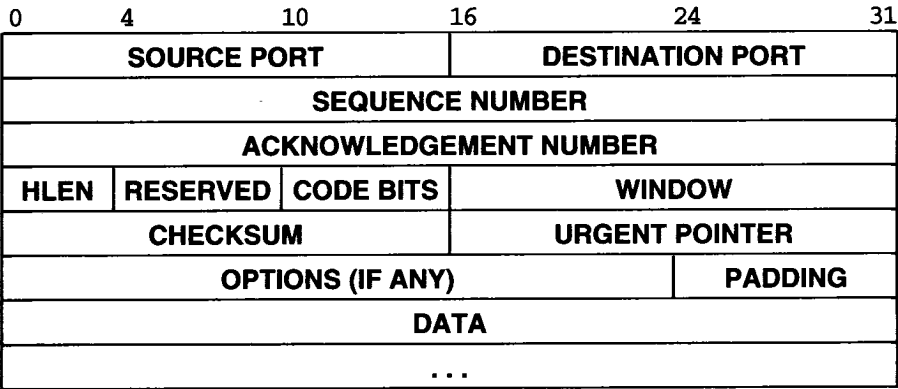 0 4 10 16 24 31
SOURCE PORT DESTINATION PORT
SEQUENCE NUMBER
ACKNOWLEDGEMENT NUMBER
HLEN RESERVED CODE BITS WINDOW
CHECKSUM URGENT POINTER
OPTIONS (IF ANY) PADDING
DATA
...